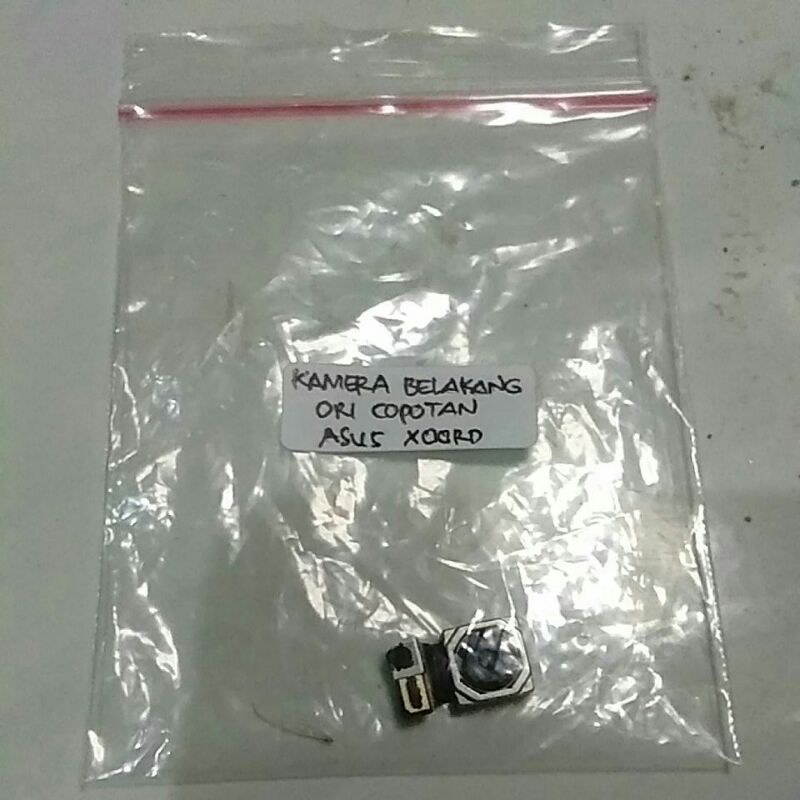 KAMERA BELAKANG
ORI COPOTAN
ASUS X00RD